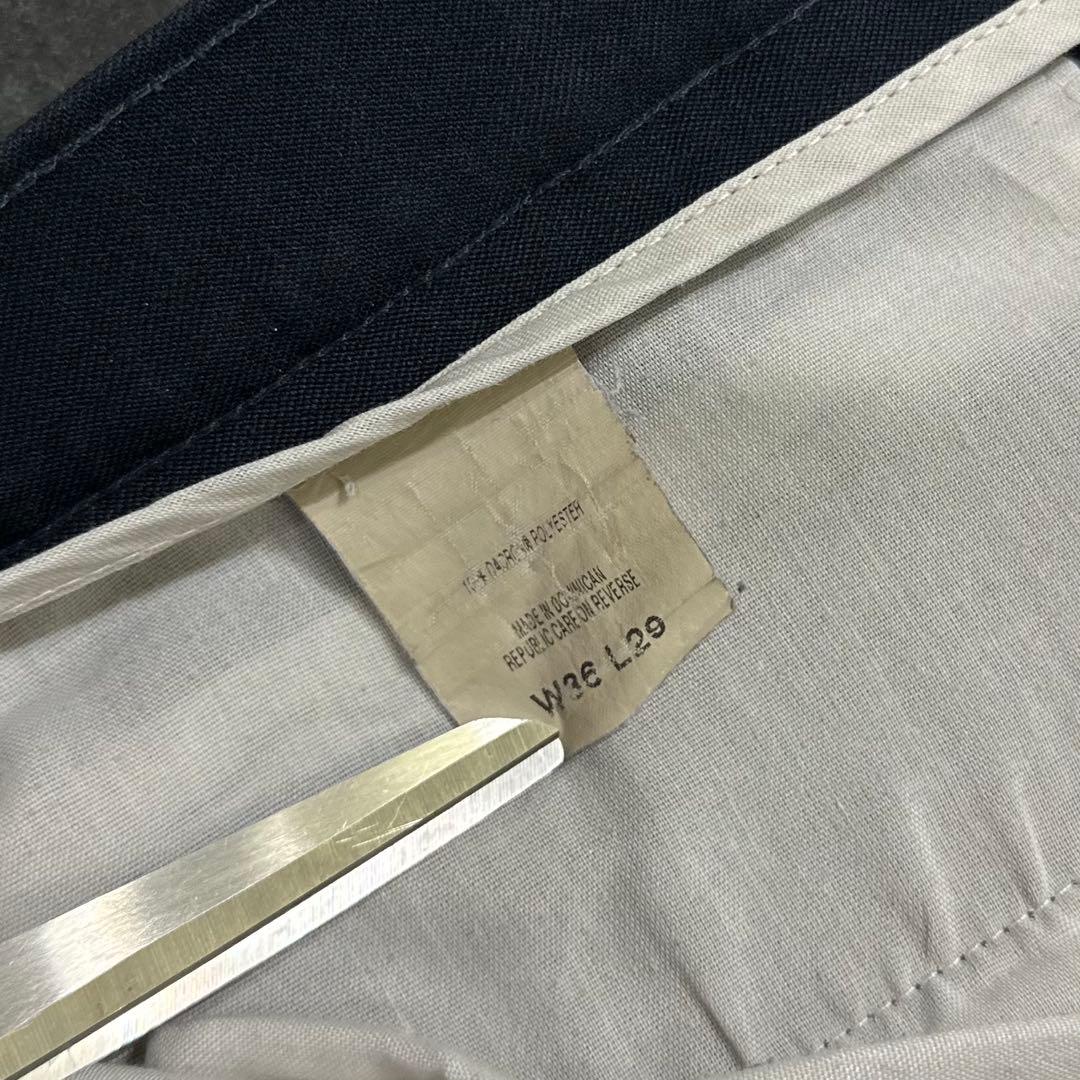 POLYESTER
MADE IN DOMINICAN
REPUBLIC CARE ON REVERSE
W36 L29